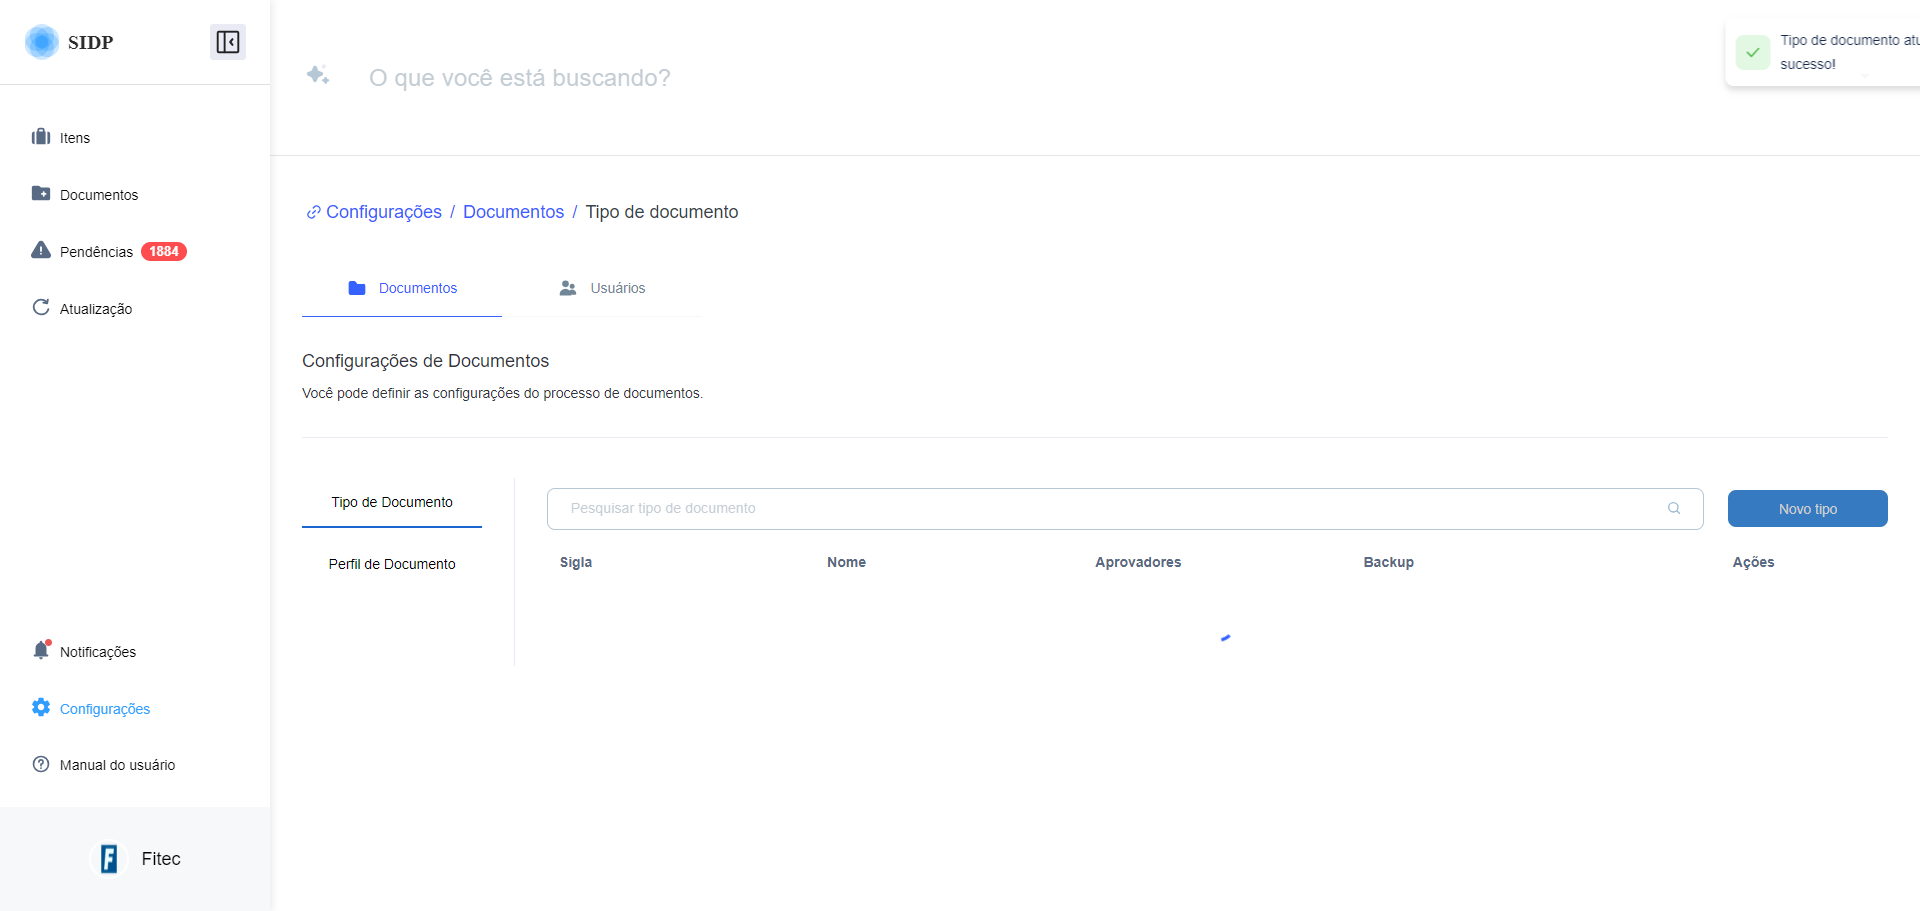 SIDP
O que você está buscando?
Tipo de documento
sucesso!
Itens
Documentos
Pendências 1884
Atualização
Configurações / Documentos / Tipo de documento
Documentos
Usuários
Configurações de Documentos
Você pode definir as configurações do processo de documentos.
Tipo de Documento
Perfil de Documento
Pesquisar tipo de documento
Novo tipo
Sigla Nome Aprovadores Backup Ações
Notificações
Configurações
Manual do usuário
F
Fitec